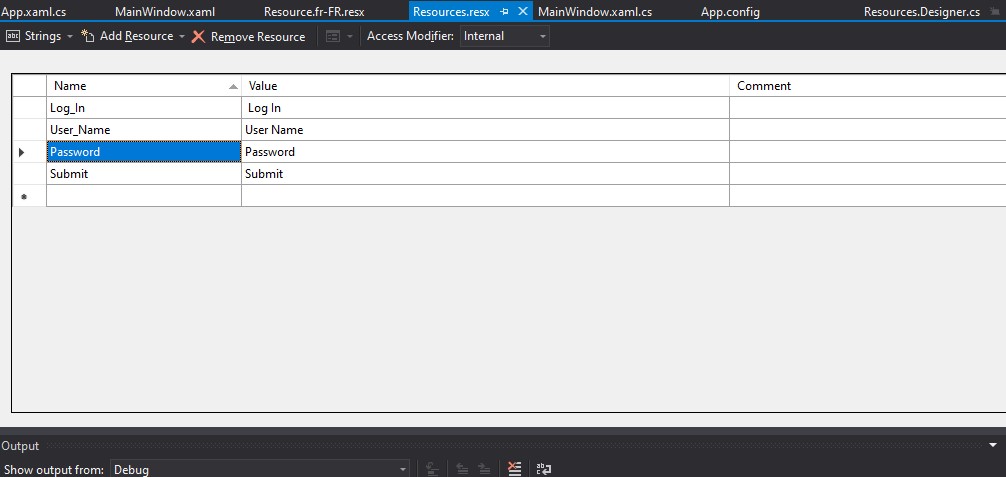 App.xaml.cs MainWindow.xaml Resource.fr-FR.resx Resources.resx MainWindow.xaml.cs App.config Resources.Designer.cs
abc Strings Add Resource Remove Resource Access Modifier: Internal
Name Value Comment
Log_In Log In
User_Name User Name
Password Password
Submit Submit
Output
Show output from: Debug